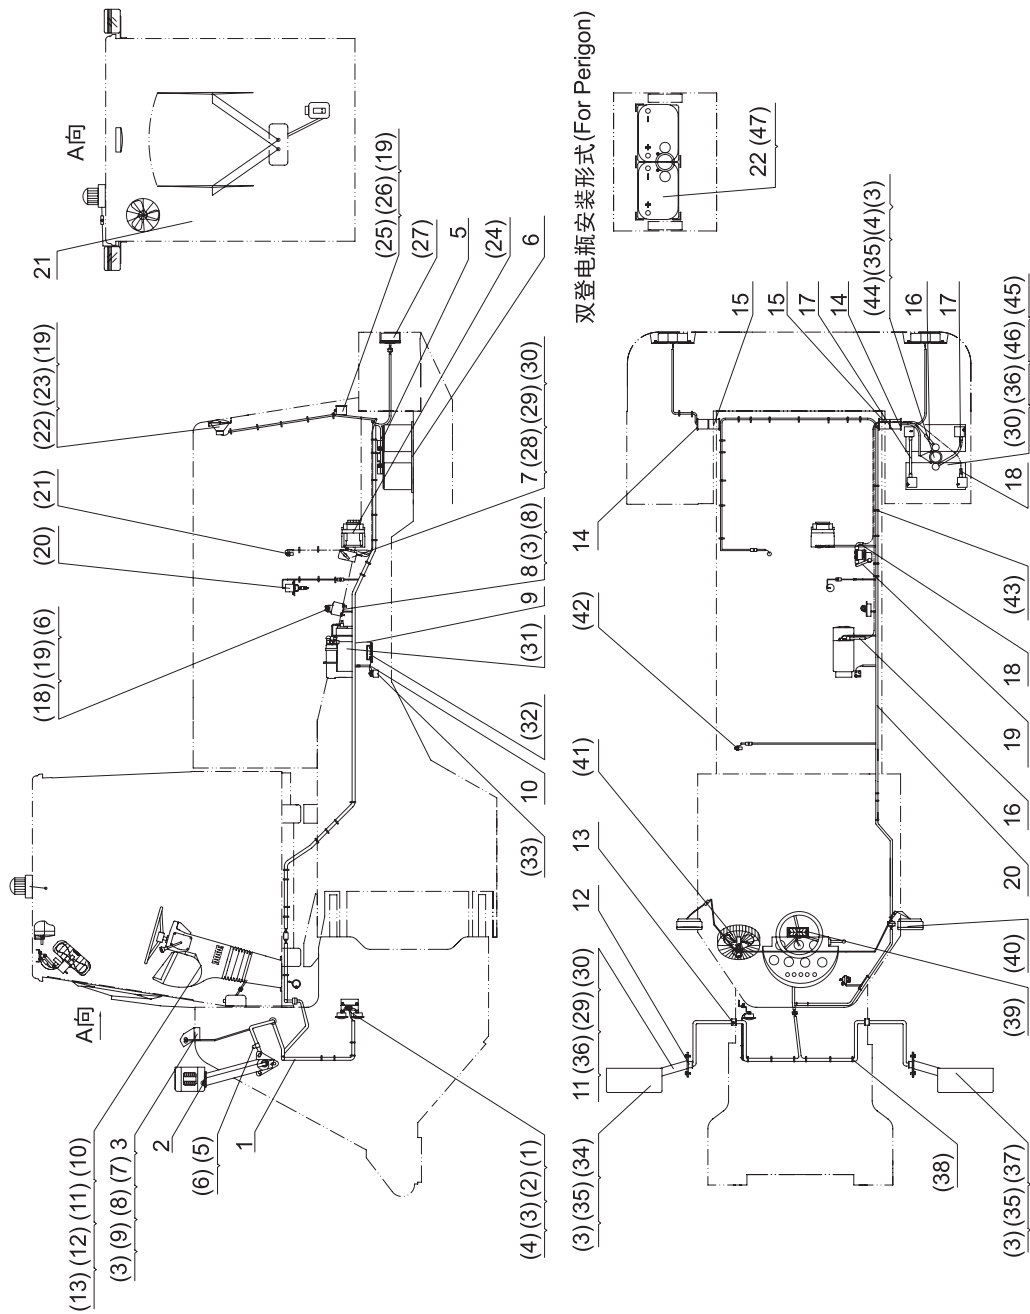 (18) (19) (6)
(20)
(21)
(22) (23) (19)
21
(13) (12) (11) (10)
A向
A向
(3) (9) (8) (7) 3
2
(6) (5)
1
(25) (26) (19)
(27)
5
(24)
6
(4) (3) (2) (1)
(33)
10
(32)
(31)
9
8 (3) (8)
7 (28) (29) (30)
双登电瓶安装形式(For Perigon)
+ − + −
22 (47)
(3) (35) (34)
11 (36) (29) (30)
12
13
(41)
(42)
14
15
15
17
14
(44)(35)(4)(3)
16
17
(38)
(3) (35) (37)
(39)
(40)
20
16
19
18
(43)
18
(30) (36) (46) (45)